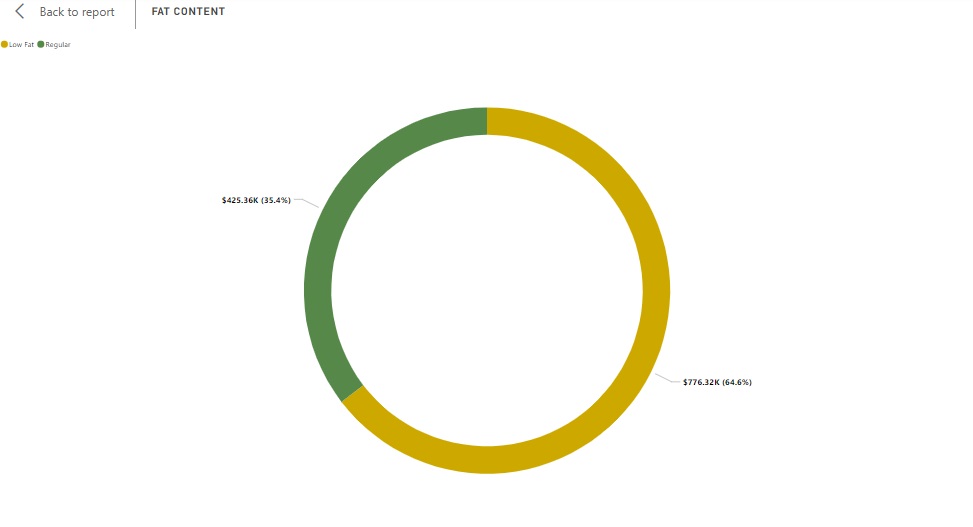 Back to report
FAT CONTENT
Low Fat Regular
$425.36K (35.4%)
$776.32K (64.6%)